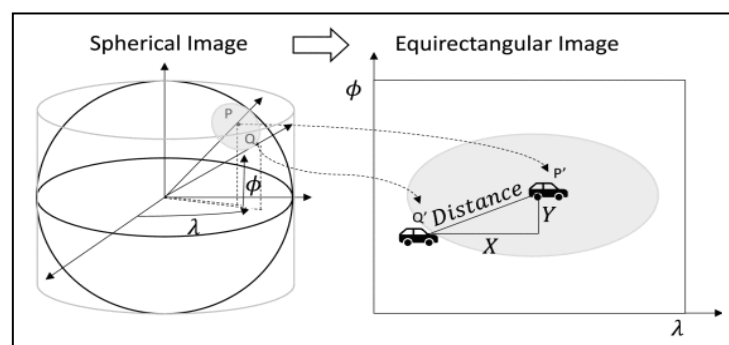 Spherical Image
Equirectangular Image
P
Q
ϕ
λ
ϕ
P'
Q'
Distance
Y
X
λ